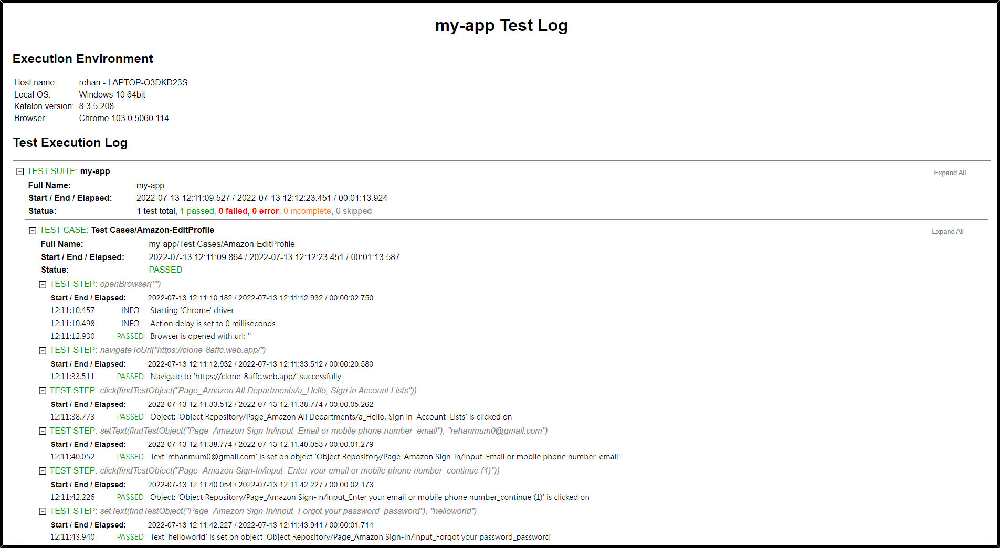 my-app Test Log
Execution Environment
Host name: rehan - LAPTOP-O3DKD23S
Local OS: Windows 10 64bit
Katalon version: 8.3.5.208
Browser: Chrome 103.0.5060.114
Test Execution Log
TEST SUITE: my-app Expand All
Full Name: my-app
Start / End / Elapsed: 2022-07-13 12:11:09.527 / 2022-07-13 12:12:23.451 / 00:01:13.924
Status: 1 test total, 1 passed, 0 failed, 0 error, 0 incomplete, 0 skipped
TEST CASE: Test Cases/Amazon-EditProfile Expand All
Full Name: my-app/Test Cases/Amazon-EditProfile
Start / End / Elapsed: 2022-07-13 12:11:09.864 / 2022-07-13 12:12:23.451 / 00:01:13.587
Status: PASSED
TEST STEP: openBrowser("")
Start / End / Elapsed: 2022-07-13 12:11:10.182 / 2022-07-13 12:11:12.932 / 00:00:02.750
12:11:10.457 INFO Starting 'Chrome' driver
12:11:10.498 INFO Action delay is set to 0 milliseconds
12:11:12.930 PASSED Browser is opened with url: ''
TEST STEP: navigateToUrl("https://clone-8affc.web.app/")
Start / End / Elapsed: 2022-07-13 12:11:12.932 / 2022-07-13 12:11:33.512 / 00:00:20.580
12:11:33.511 PASSED Navigate to 'https://clone-8affc.web.app/' successfully
TEST STEP: click(findTestObject("Page_Amazon All Departments/a_Hello, Sign in Account Lists"))
Start / End / Elapsed: 2022-07-13 12:11:33.512 / 2022-07-13 12:11:38.774 / 00:00:05.262
12:11:38.773 PASSED Object: 'Object Repository/Page_Amazon All Departments/a_Hello, Sign in  Account  Lists' is clicked on
TEST STEP: setText(findTestObject("Page_Amazon Sign-In/input_Email or mobile phone number_email"), "rehanmum0@gmail.com")
Start / End / Elapsed: 2022-07-13 12:11:38.774 / 2022-07-13 12:11:40.053 / 00:00:01.279
12:11:40.052 PASSED Text 'rehanmum0@gmail.com' is set on object 'Object Repository/Page_Amazon Sign-In/input_Email or mobile phone number_email'
TEST STEP: click(findTestObject("Page_Amazon Sign-In/input_Enter your email or mobile phone number_continue (1)"))
Start / End / Elapsed: 2022-07-13 12:11:40.054 / 2022-07-13 12:11:42.227 / 00:00:02.173
12:11:42.226 PASSED Object: 'Object Repository/Page_Amazon Sign-In/input_Enter your email or mobile phone number_continue (1)' is clicked on
TEST STEP: setText(findTestObject("Page_Amazon Sign-In/input_Forgot your password_password"), "helloworld")
Start / End / Elapsed: 2022-07-13 12:11:42.227 / 2022-07-13 12:11:43.941 / 00:00:01.714
12:11:43.940 PASSED Text 'helloworld' is set on object 'Object Repository/Page_Amazon Sign-In/input_Forgot your password_password'